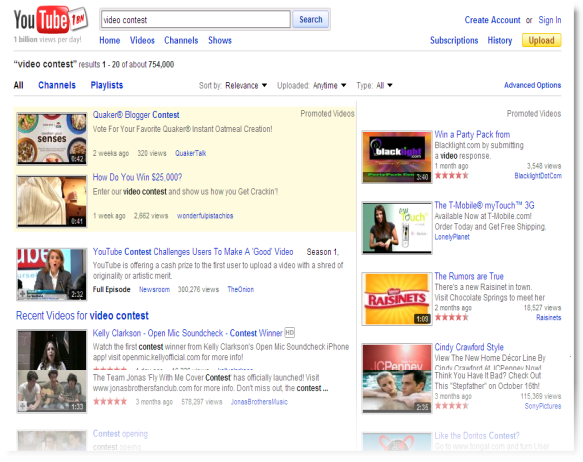 YouTube 1BN
1 billion views per day!
video contest
Search
Create Account or Sign In
Home Videos Channels Shows
Subscriptions History Upload
"video contest" results 1 - 20 of about 754,000
All Channels Playlists
Sort by: Relevance Uploaded: Anytime Type: All
Advanced Options
Quaker® Blogger Contest
Promoted Videos
Vote For Your Favorite Quaker® Instant Oatmeal Creation!
2 weeks ago 320 views QuakerTalk
0:42
How Do You Win $25,000?
Enter our video contest and show us how you Get Crackin'!
1 week ago 2,662 views wonderfulpistachios
0:41
YouTube Contest Challenges Users To Make A 'Good' Video Season 1,
YouTube is offering a cash prize to the first user to upload a video with a shred of
originality or artistic merit.
Full Episode Newsroom 300,276 views TheOnion
2:32
Recent Videos for video contest
Kelly Clarkson - Open Mic Soundcheck - Contest Winner HD
Watch the first contest winner from Kelly Clarkson's Open Mic Soundcheck iPhone
app! visit openmic.kellyofficial.com for more info!
The Team Jonas 'Fly With Me Cover Contest' has officially launched! Visit
www.jonasbrothersfanclub.com for more info. Don't miss out, the contest ...
3 months ago 578,297 views JonasBrothersMusic
1:33
Contest opening
contest opening
Promoted Videos
Win a Party Pack from
Blacklight.com by submitting
a video response.
1 month ago 3,548 views
BlacklightDotCom
blacklight.com
3:40
The T-Mobile® myTouch™ 3G
Available Now at T-Mobile.com!
Order Today and Get Free Shipping.
LonelyPlanet
my Touch
The Rumors are True
There's a new Raisinet in town.
Visit Chocolate Springs to meet her
2 months ago 18,527 views
Raisinets
RAISINETS
1:09
Cindy Crawford Style
View The New Home Décor Line By
Cindy Crawford At JCPenney Now!
JCPenney
Think You Have It Bad? Check Out
This "Stepfather" on October 16th!
3 months ago 115,369 views
SonyPictures
2:35
Like the Doritos Contest?